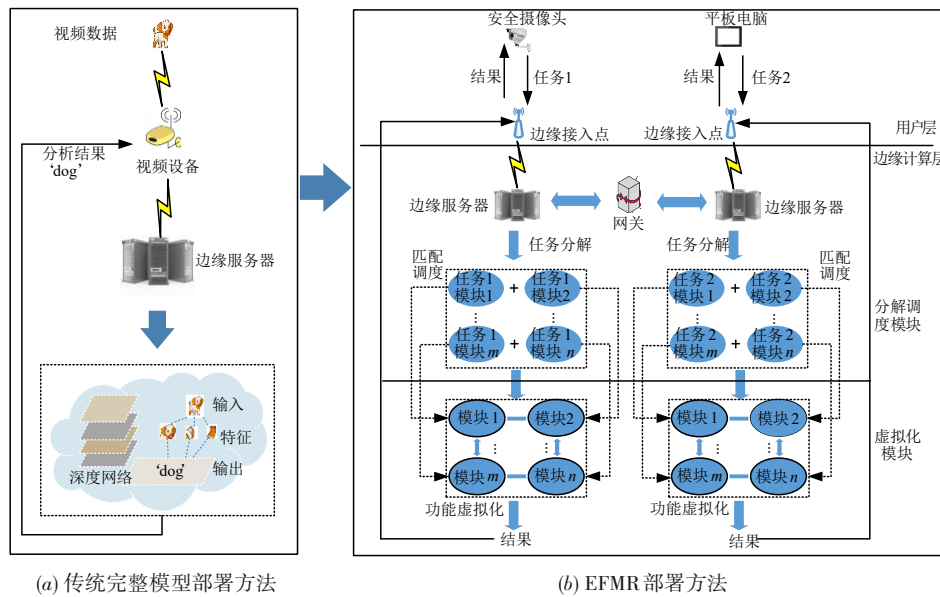 视频数据
分析结果
'dog'
视频设备
边缘服务器
输入
特征
输出
'dog'
深度网络
(a) 传统完整模型部署方法
安全摄像头
平板电脑
结果
任务1
结果
任务2
边缘接入点
边缘接入点
用户层
边缘计算层
边缘服务器
网关
边缘服务器
任务分解
任务分解
匹配
调度
匹配
调度
任务1
模块1
+
任务1
模块2
任务2
模块1
+
任务2
模块2
任务1
模块m
+
任务1
模块n
任务2
模块m
+
任务2
模块n
分解调
度模块
模块1
模块2
模块1
模块2
模块m
模块n
模块m
模块n
虚拟化
模块
功能虚拟化
功能虚拟化
结果
结果
(b) EFMR部署方法